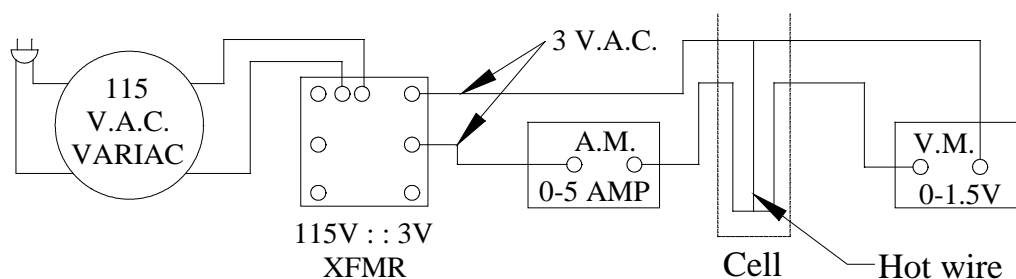 115
V.A.C.
VARIAC
115V : : 3V
XFMR
3 V.A.C.
A.M.
0-5 AMP
Cell
Hot wire
V.M.
0-1.5V